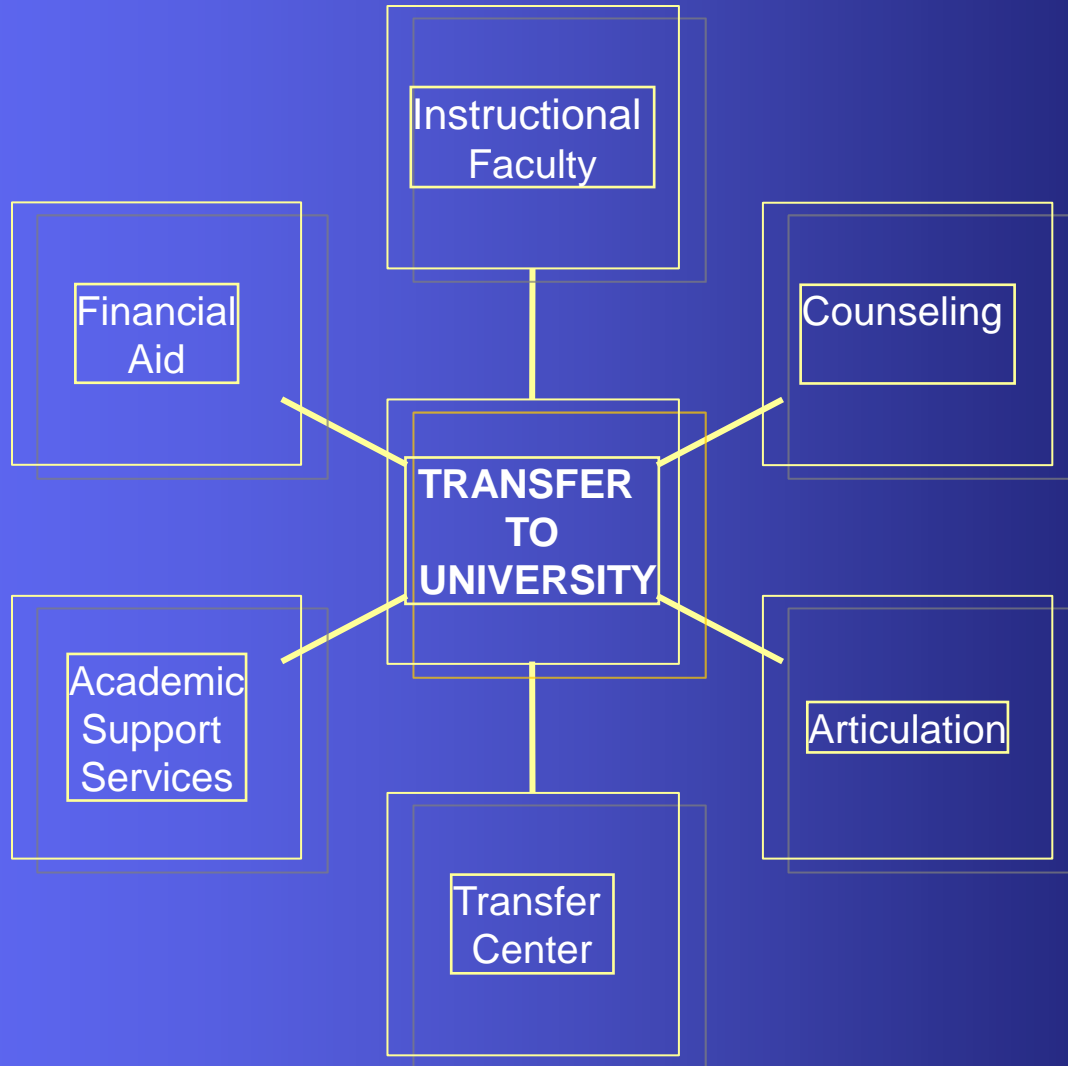 Instructional
Faculty
Financial
Aid
Counseling
TRANSFER
TO
UNIVERSITY
Academic
Support
Services
Articulation
Transfer
Center